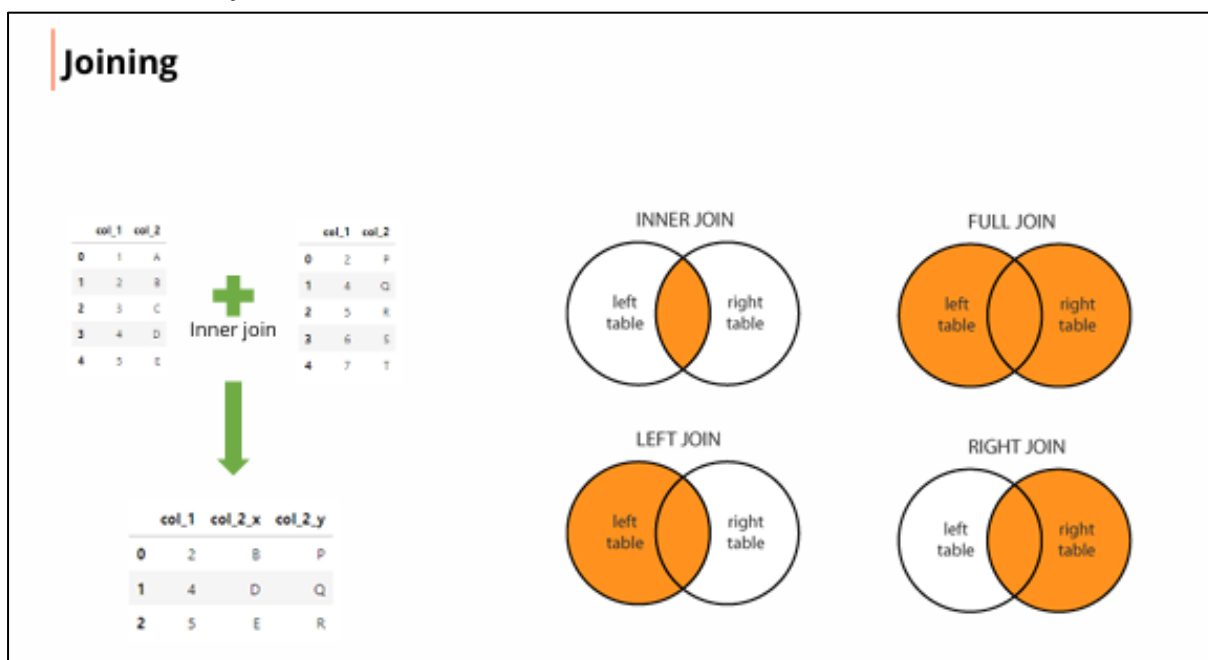 Joining
col_1 col_2
0 1 A
1 2 B
2 3 C
3 4 D
4 5 E
Inner join
col_1 col_2
0 2 P
1 4 Q
2 5 R
3 6 S
4 7 T
col_1 col_2_x col_2_y
0 2 B P
1 4 D Q
2 5 E R
INNER JOIN
left
table
right
table
FULL JOIN
left
table
right
table
LEFT JOIN
left
table
right
table
RIGHT JOIN
left
table
right
table